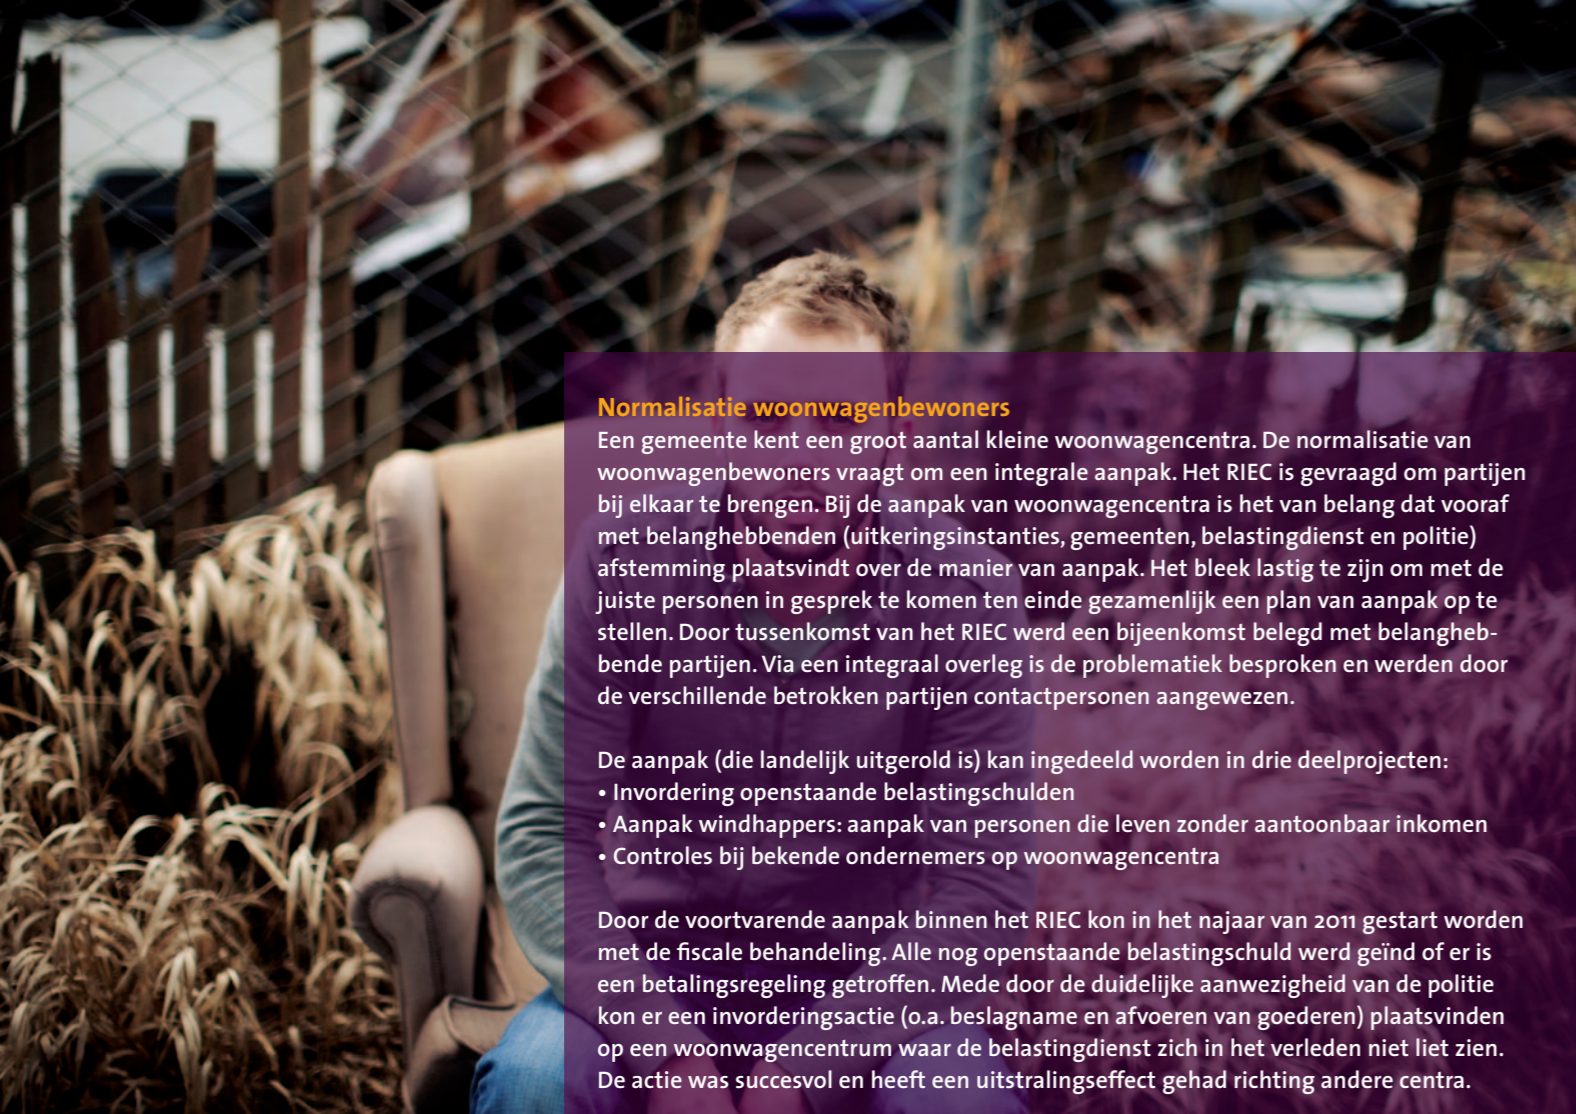 Normalisatie woonwagenbewoners
Een gemeente kent een groot aantal kleine woonwagencentra. De normalisatie van
woonwagenbewoners vraagt om een integrale aanpak. Het RIEC is gevraagd om partijen
bij elkaar te brengen. Bij de aanpak van woonwagencentra is het van belang dat vooraf
met belanghebbenden (uitkeringsinstanties, gemeenten, belastingdienst en politie)
afstemming plaatsvindt over de manier van aanpak. Het bleek lastig te zijn om met de
juiste personen in gesprek te komen ten einde gezamenlijk een plan van aanpak op te
stellen. Door tussenkomst van het RIEC werd een bijeenkomst belegd met belangheb-
bende partijen. Via een integraal overleg is de problematiek besproken en werden door
de verschillende betrokken partijen contactpersonen aangewezen.
De aanpak (die landelijk uitgerold is) kan ingedeeld worden in drie deelprojecten:
• Invordering openstaande belastingschulden
• Aanpak windhappers: aanpak van personen die leven zonder aantoonbaar inkomen
• Controles bij bekende ondernemers op woonwagencentra
Door de voortvarende aanpak binnen het RIEC kon in het najaar van 2011 gestart worden
met de fiscale behandeling. Alle nog openstaande belastingschuld werd geïnd of er is
een betalingsregeling getroffen. Mede door de duidelijke aanwezigheid van de politie
kon er een invorderingsactie (o.a. beslagname en afvoeren van goederen) plaatsvinden
op een woonwagencentrum waar de belastingdienst zich in het verleden niet liet zien.
De actie was succesvol en heeft een uitstralingseffect gehad richting andere centra.